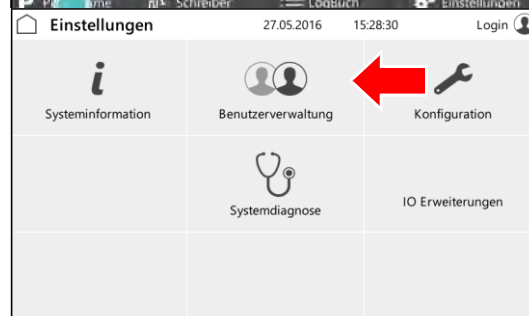 Schreiber Logbuch Einstellungen
Einstellungen 27.05.2016 15:28:30 Login
Systeminformation Benutzerverwaltung Konfiguration
Systemdiagnose IO Erweiterungen